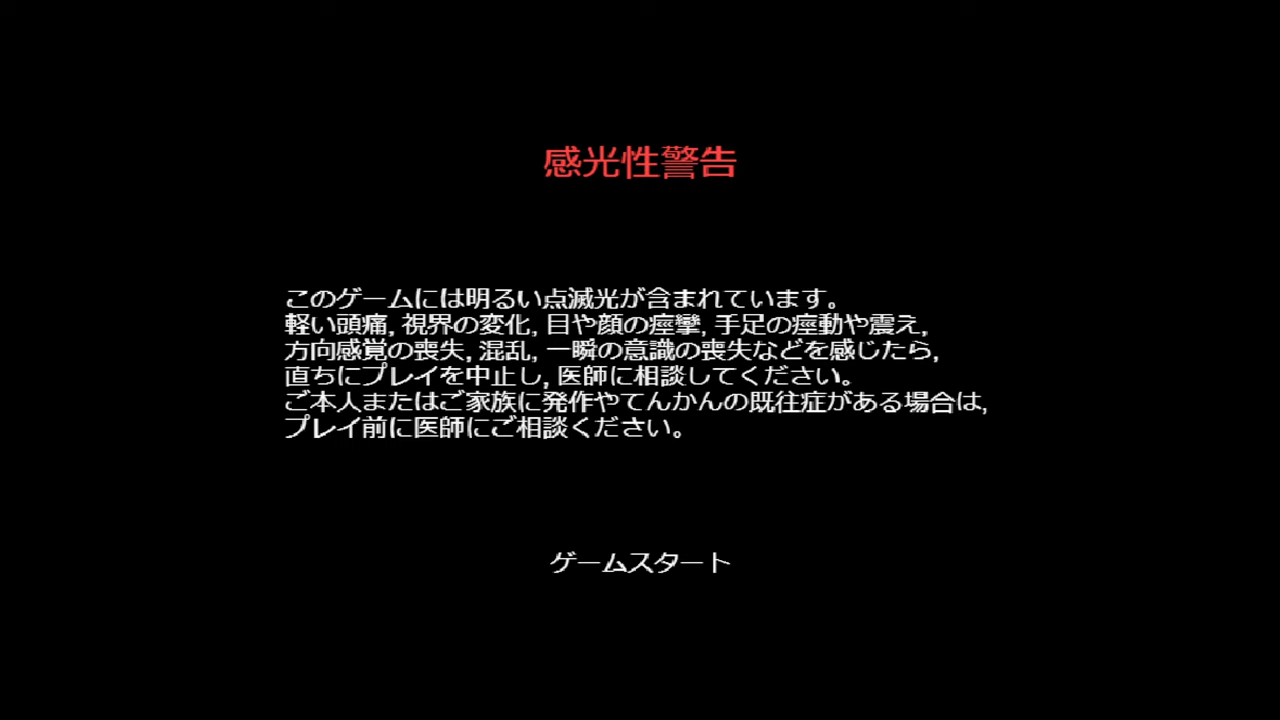 感光性警告
このゲームには明るい点滅光が含まれています。
軽い頭痛, 視界の変化, 目や顔の痙攣, 手足の痙動や震え,
方向感覚の喪失, 混乱, 一瞬の意識の喪失などを感じたら,
直ちにプレイを中止し, 医師に相談してください。
ご本人またはご家族に発作やてんかんの既往症がある場合は,
プレイ前に医師にご相談ください。
ゲームスタート